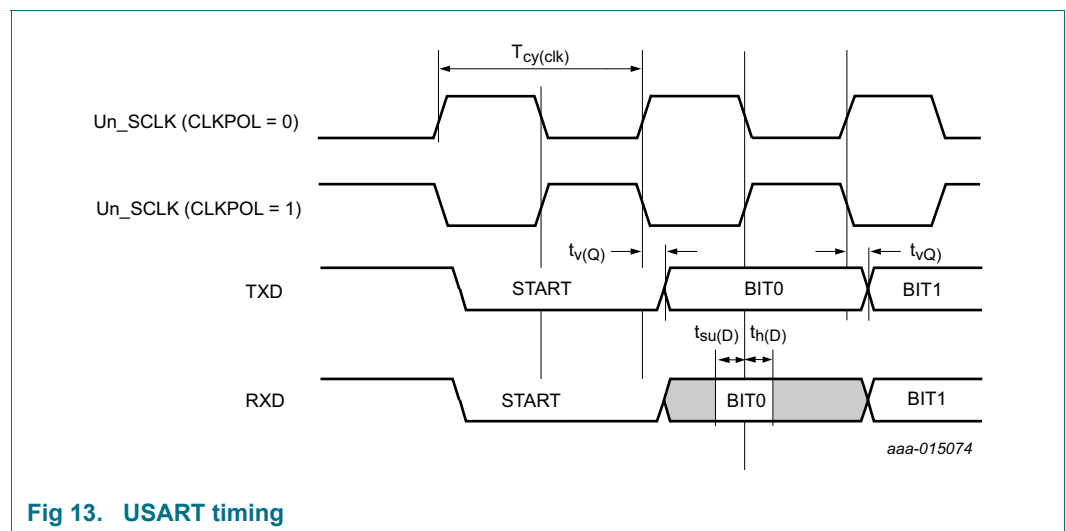 Tcy(clk)
Un_SCLK (CLKPOL = 0)
Un_SCLK (CLKPOL = 1)
tv(Q)
tvQ)
TXD
START
BIT0
BIT1
tsu(D)
th(D)
RXD
START
BIT0
BIT1
aaa-015074
Fig 13. USART timing